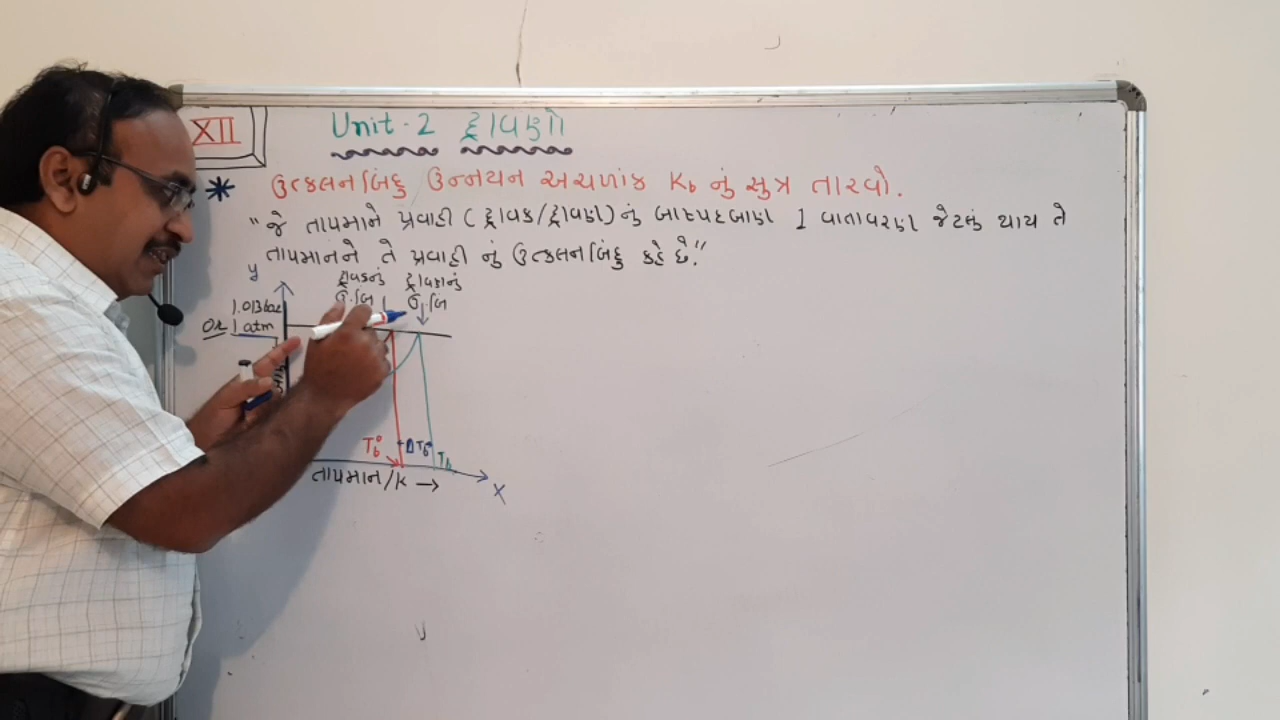 XII
Unit-2 દ્રાવણો
* ઉત્કલનબિંદુ ઉન્નયન અચળાંક Kb નું સુત્ર તારવો.
"જે તાપમાને પ્રવાહી (દ્રાવક/દ્રાવણ) નું બાષ્પદબાણ 1 વાતાવરણ જેટલું થાય તે
તાપમાનને તે પ્રવાહી નું ઉત્કલનબિંદુ કહે છે."
y
દ્રાવકનું
ઉ.બિ
દ્રાવણનું
ઉ.બિ
1.013bar
OR 1 atm
Tb°
ΔTb
Tb
તાપમાન/K →
X